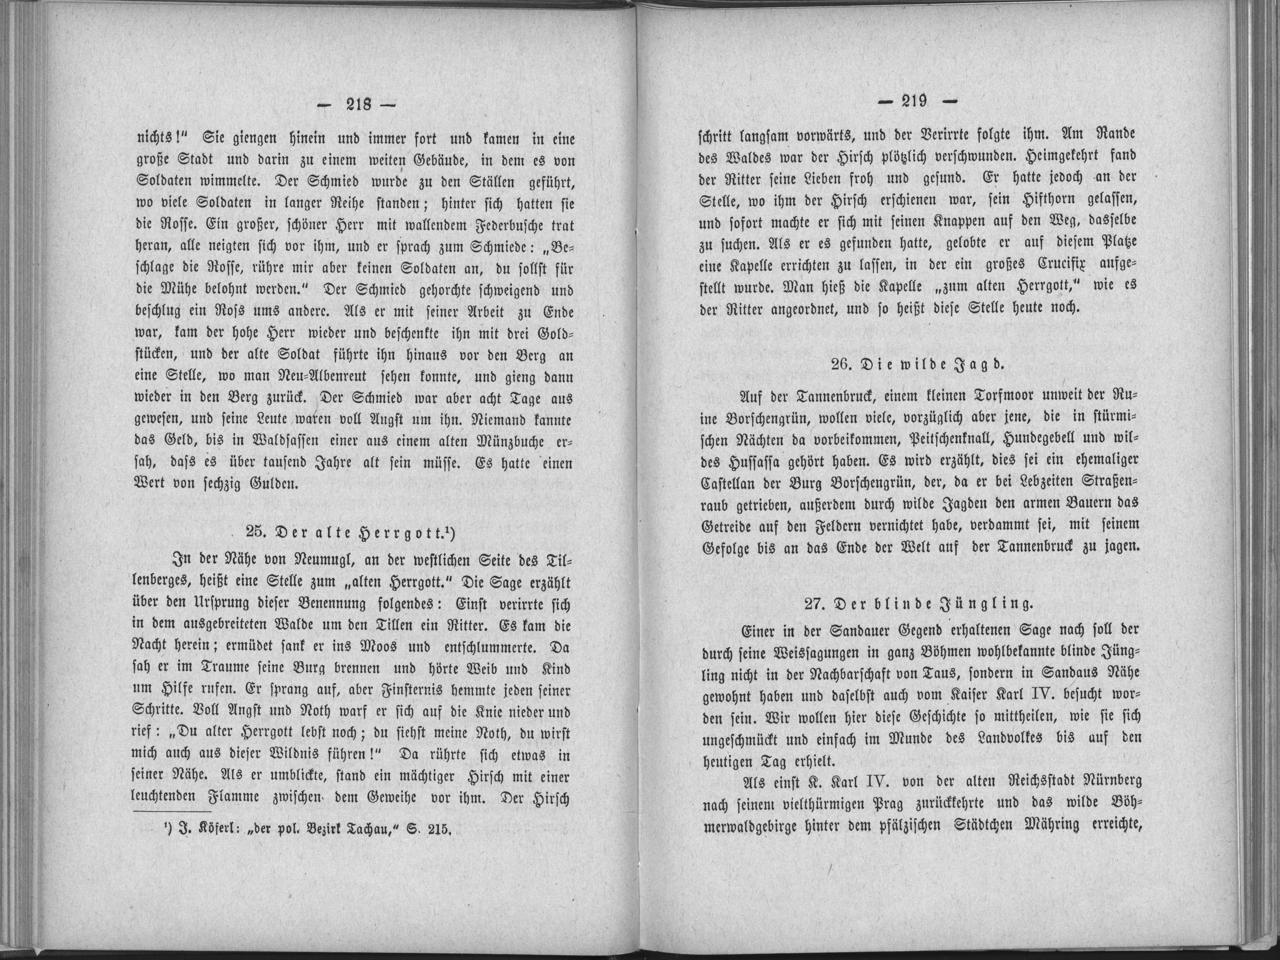 — 218 —
nichts!“ Sie giengen hinein und immer fort und kamen in eine
große Stadt und darin zu einem weiten Gebäude, in dem es von
Soldaten wimmelte. Der Schmied wurde zu den Ställen geführt,
wo viele Soldaten in langer Reihe standen; hinter sich hatten sie
die Rosse. Ein großer, schöner Herr mit wallendem Federbusche trat
heran, alle neigten sich vor ihm, und er sprach zum Schmiede: „Be-
schlage die Rosse, rühre mir aber keinen Soldaten an, du sollst für
die Mühe belohnt werden.“ Der Schmied gehorchte schweigend und
beschlug ein Ross ums andere. Als er mit seiner Arbeit zu Ende
war, kam der hohe Herr wieder und beschenkte ihn mit drei Gold-
stücken, und der alte Soldat führte ihn hinaus vor den Berg an
eine Stelle, wo man Neu-Albenreut sehen konnte, und gieng dann
wieder in den Berg zurück. Der Schmied war aber acht Tage aus
gewesen, und seine Leute waren voll Angst um ihn. Niemand kannte
das Geld, bis in Waldsassen einer aus einem alten Münzbuche er-
sah, dass es über tausend Jahre alt sein müsse. Es hatte einen
Wert von sechzig Gulden.
25. Der alte Herrgott.¹)
In der Nähe von Neumugl, an der westlichen Seite des Til-
lenberges, heißt eine Stelle zum „alten Herrgott.“ Die Sage erzählt
über den Ursprung dieser Benennung folgendes: Einst verirrte sich
in dem ausgebreiteten Walde um den Tillen ein Ritter. Es kam die
Nacht herein; ermüdet sank er ins Moos und entschlummerte. Da
sah er im Traume seine Burg brennen und hörte Weib und Kind
um Hilfe rufen. Er sprang auf, aber Finsternis hemmte jeden seiner
Schritte. Voll Angst und Noth warf er sich auf die Knie nieder und
rief: „Du alter Herrgott lebst noch; du siehst meine Noth, du wirst
mich auch aus dieser Wildnis führen!“ Da rührte sich etwas in
seiner Nähe. Als er umblickte, stand ein mächtiger Hirsch mit einer
leuchtenden Flamme zwischen dem Geweihe vor ihm. Der Hirsch
¹) J. Köferl: „der pol. Bezirk Tachau,“ S. 215.
— 219 —
schritt langsam vorwärts, und der Verirrte folgte ihm. Am Rande
des Waldes war der Hirsch plötzlich verschwunden. Heimgekehrt fand
der Ritter seine Lieben froh und gesund. Er hatte jedoch an der
Stelle, wo ihm der Hirsch erschienen war, sein Hifthorn gelassen,
und sofort machte er sich mit seinen Knappen auf den Weg, dasselbe
zu suchen. Als er es gefunden hatte, gelobte er auf diesem Platze
eine Kapelle errichten zu lassen, in der ein großes Crucifix aufge-
stellt wurde. Man hieß die Kapelle „zum alten Herrgott,“ wie es
der Ritter angeordnet, und so heißt diese Stelle heute noch.
26. Die wilde Jagd.
Auf der Tannenbruck, einem kleinen Torfmoor unweit der Ru-
ine Borschengrün, wollen viele, vorzüglich aber jene, die in stürmi-
schen Nächten da vorbeikommen, Peitschenknall, Hundegebell und wil-
des Hussassa gehört haben. Es wird erzählt, dies sei ein ehemaliger
Castellan der Burg Borschengrün, der, da er bei Lebzeiten Straßen-
raub getrieben, außerdem durch wilde Jagden den armen Bauern das
Getreide auf den Feldern vernichtet habe, verdammt sei, mit seinem
Gefolge bis an das Ende der Welt auf der Tannenbruck zu jagen.
27. Der blinde Jüngling.
Einer in der Sandauer Gegend erhaltenen Sage nach soll der
durch seine Weissagungen in ganz Böhmen wohlbekannte blinde Jüng-
ling nicht in der Nachbarschaft von Taus, sondern in Sandaus Nähe
gewohnt haben und daselbst auch vom Kaiser Karl IV. besucht wor-
den sein. Wir wollen hier diese Geschichte so mittheilen, wie sie sich
ungeschmückt und einfach im Munde des Landvolkes bis auf den
heutigen Tag erhielt.
Als einst K. Karl IV. von der alten Reichsstadt Nürnberg
nach seinem vielthürmigen Prag zurückkehrte und das wilde Böh-
merwaldgebirge hinter dem pfälzischen Städtchen Mähring erreichte,